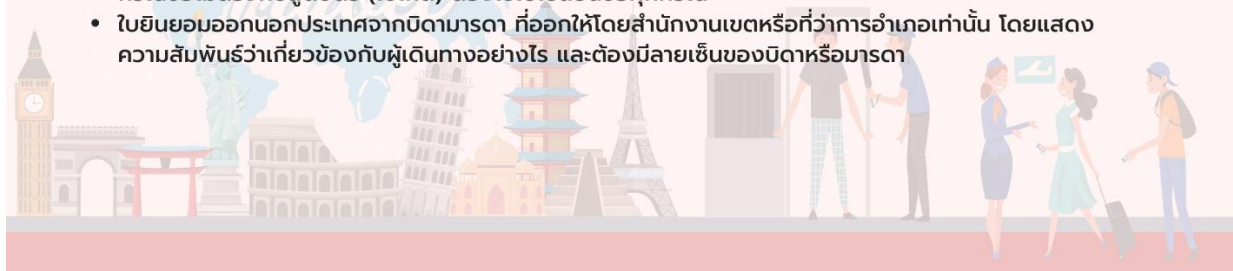 • ใบยินยอมออกนอกประเทศจากบิดามารดา ที่ออกให้โดยสำนักงานเขตหรือที่ว่าการอำเภอเท่านั้น โดยแสดง
ความสัมพันธ์ว่าเกี่ยวข้องกับผู้เดินทางอย่างไร และต้องมีลายเซ็นของบิดาหรือมารดา